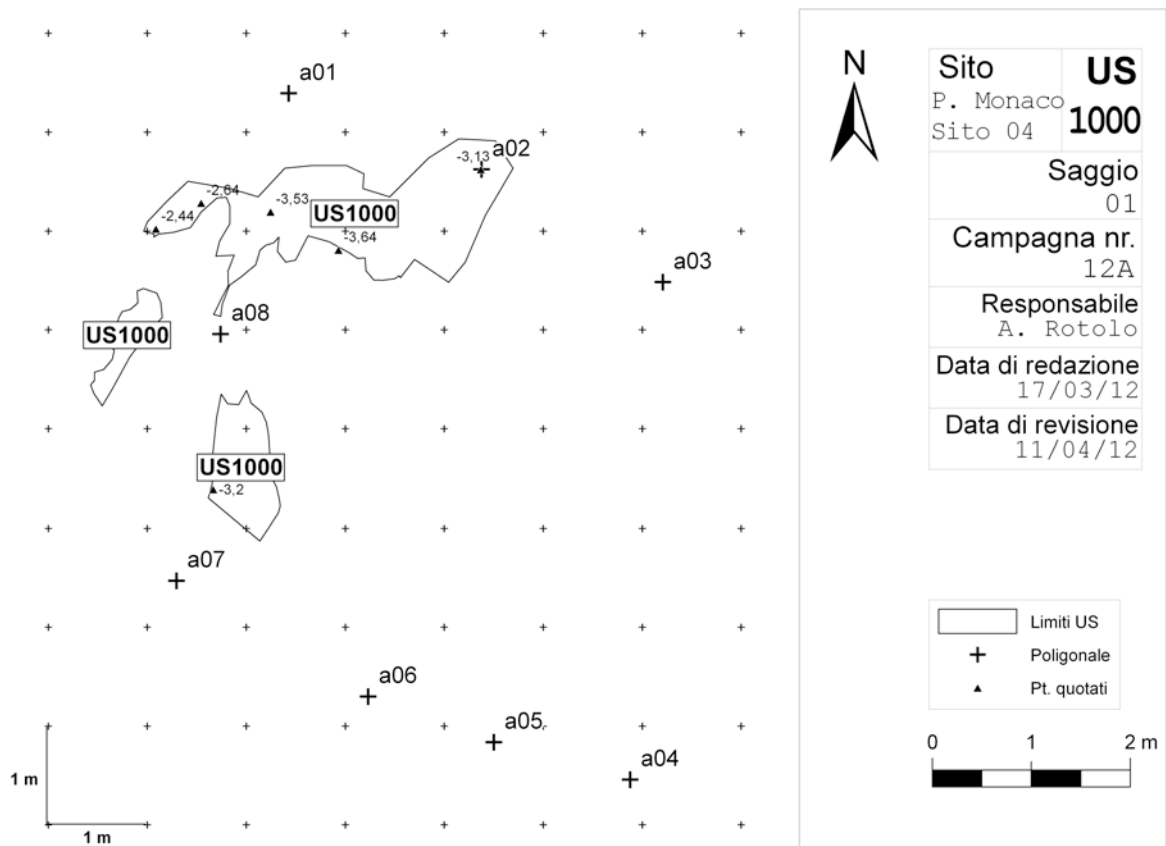 a01
a02
-3,13
-2,64
-3,53
US1000
-2,44
-3,64
a03
a08
US1000
US1000
-3,2
a07
a06
a05
a04
1 m
1 m
N
Sito
US
P. Monaco
Sito 04
1000
Saggio
01
Campagna nr.
12A
Responsabile
A. Rotolo
Data di redazione
17/03/12
Data di revisione
11/04/12
Limiti US
Poligonale
Pt. quotati
0 1 2 m